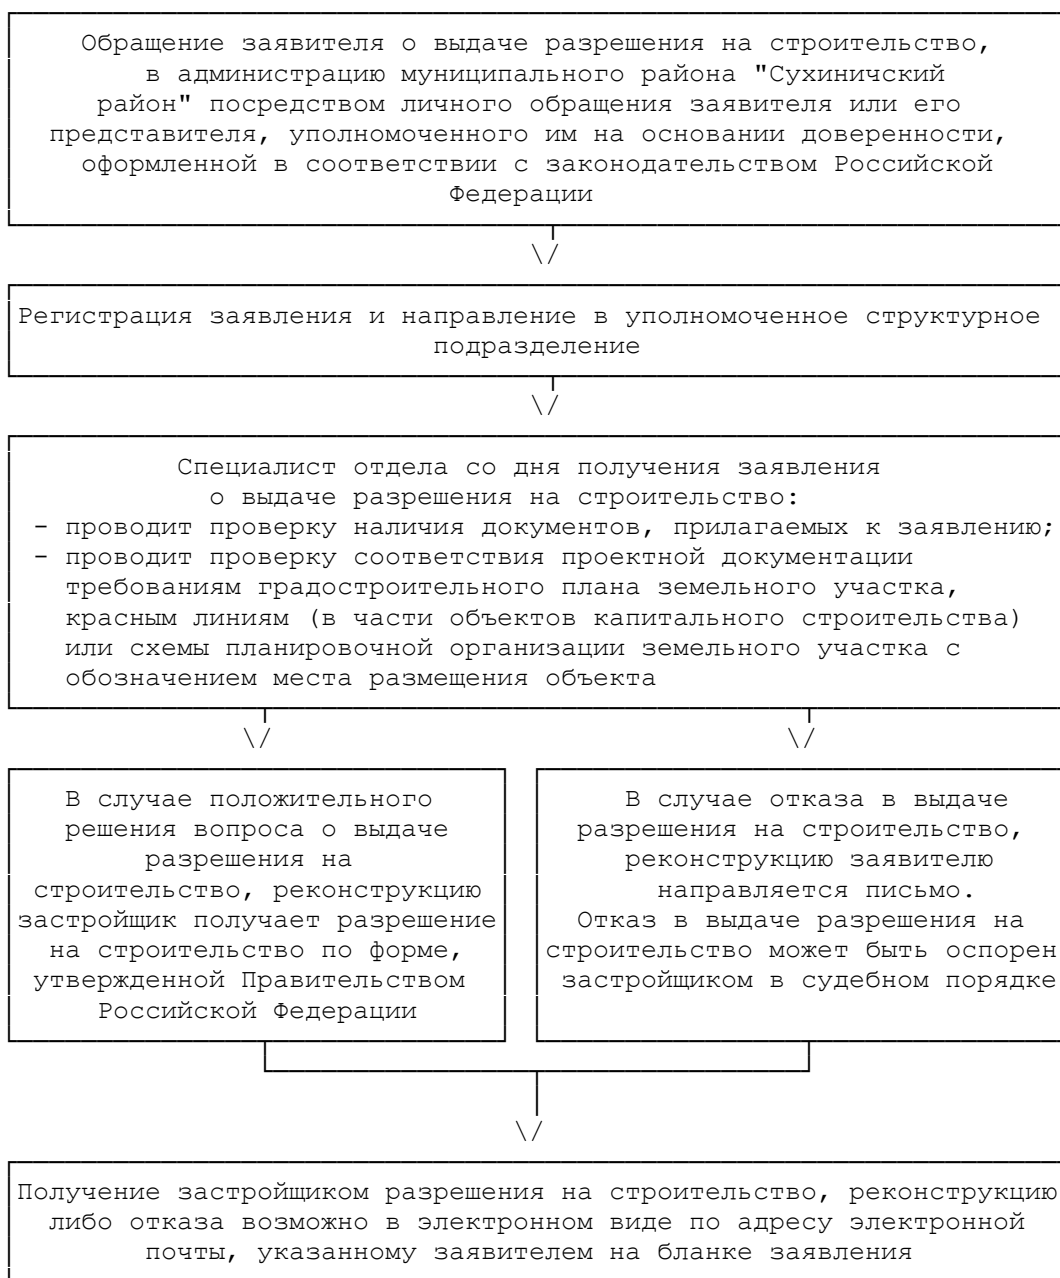 Обращение заявителя о выдаче разрешения на строительство,
в администрацию муниципального района "Сухиничский
район" посредством личного обращения заявителя или его
представителя, уполномоченного им на основании доверенности,
оформленной в соответствии с законодательством Российской
Федерации
\/
Регистрация заявления и направление в уполномоченное структурное
подразделение
\/
Специалист отдела со дня получения заявления
о выдаче разрешения на строительство:
- проводит проверку наличия документов, прилагаемых к заявлению;
- проводит проверку соответствия проектной документации
требованиям градостроительного плана земельного участка,
красным линиям (в части объектов капитального строительства)
или схемы планировочной организации земельного участка с
обозначением места размещения объекта
\/ \/
В случае положительного
решения вопроса о выдаче
разрешения на
строительство, реконструкцию
застройщик получает разрешение
на строительство по форме,
утвержденной Правительством
Российской Федерации
В случае отказа в выдаче
разрешения на строительство,
реконструкцию заявителю
направляется письмо.
Отказ в выдаче разрешения на
строительство может быть оспорен
застройщиком в судебном порядке
\/
Получение застройщиком разрешения на строительство, реконструкцию
либо отказа возможно в электронном виде по адресу электронной
почты, указанному заявителем на бланке заявления